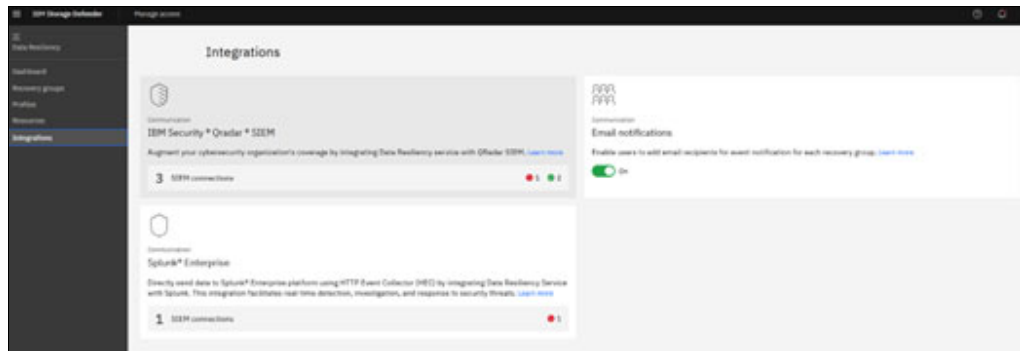 IBM Storage Defender
Manage access
Data Resiliency
Dashboard
Recovery groups
Profiles
Resources
Integrations
Integrations
Communication
IBM Security ® Qradar ® SIEM
Augment your cybersecurity organization's coverage by integrating Data Resiliency service with QRadar SIEM. Learn more
3 SIEM connections
1 2
Communication
Email notifications
Enable users to add email recipients for event notification for each recovery group. Learn more
On
Communication
Splunk® Enterprise
Directly send data to Splunk® Enterprise platform using HTTP Event Collector (HEC) by integrating Data Resiliency Service
with Splunk. This integration facilitates real-time detection, investigation, and response to security threats. Learn more
1 SIEM connections
1